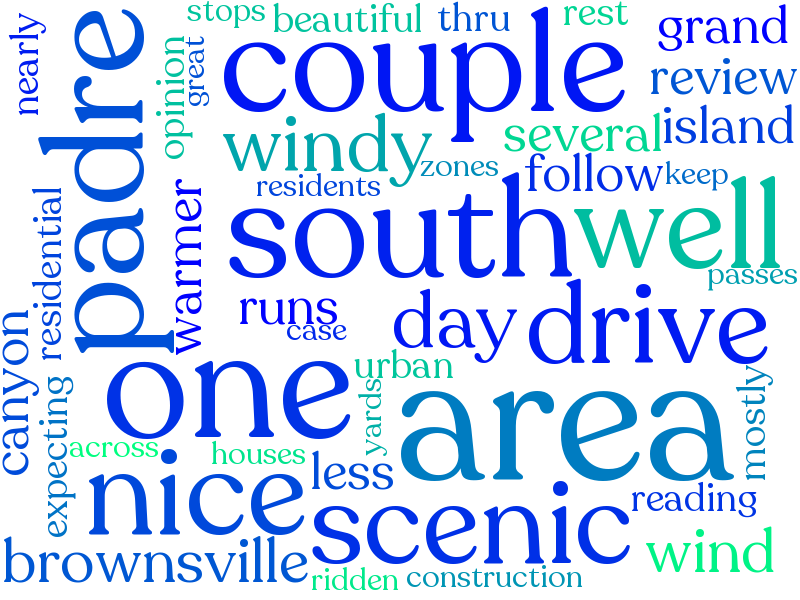 stops
beautiful
thru
rest
grand
nearly
padre
opinion
great
couple
review
windy
several
island
zones
follow
keep
residents
south
well
passes
residential
warmer
runs
case
day
drive
canyon
one
urban
area
mostly
expecting
across
houses
yards
nice
less
scenic
reading
wind
brownsville
ridden
construction